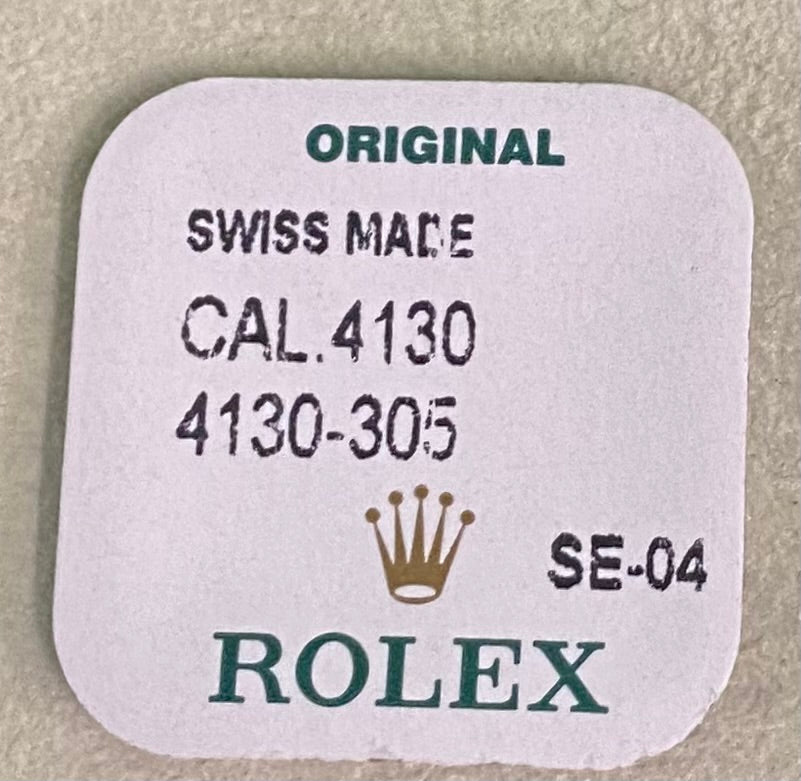 ORIGINAL
SWISS MADE
CAL.4130
4130-305
SE-04
ROLEX